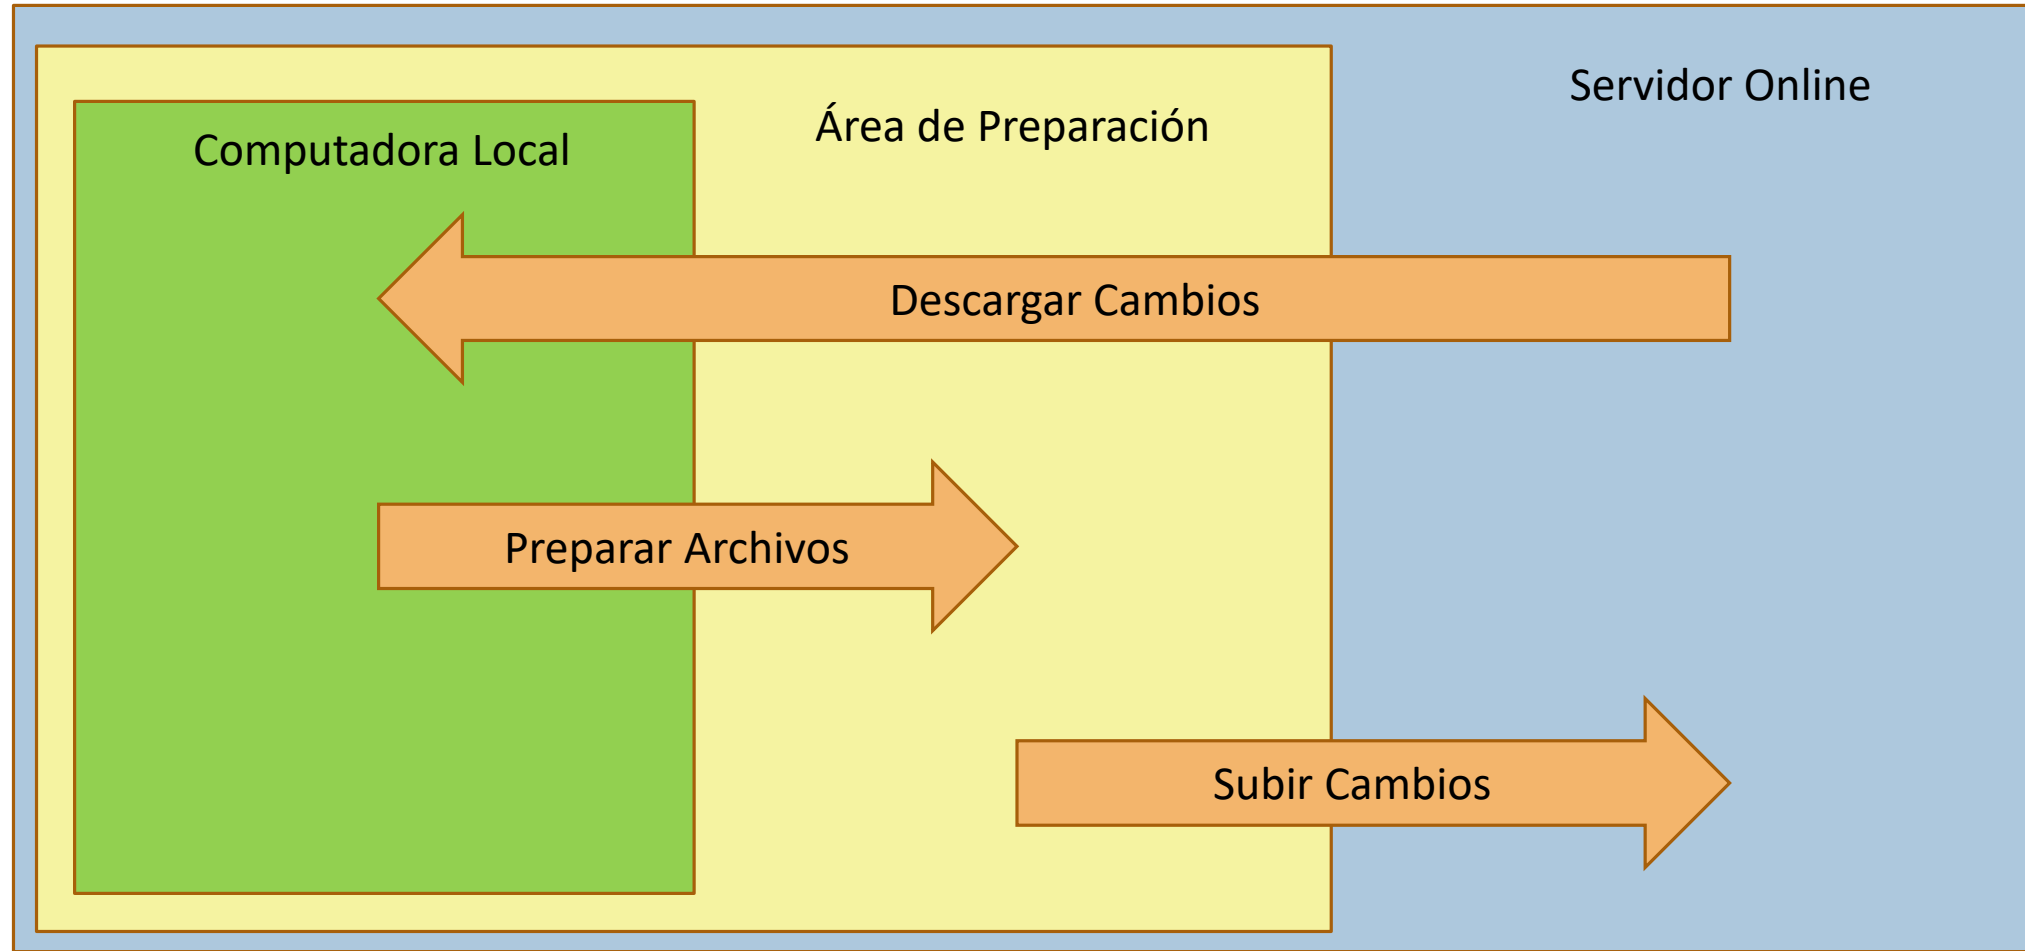 Servidor Online
Área de Preparación
Computadora Local
Descargar Cambios
Preparar Archivos
Subir Cambios